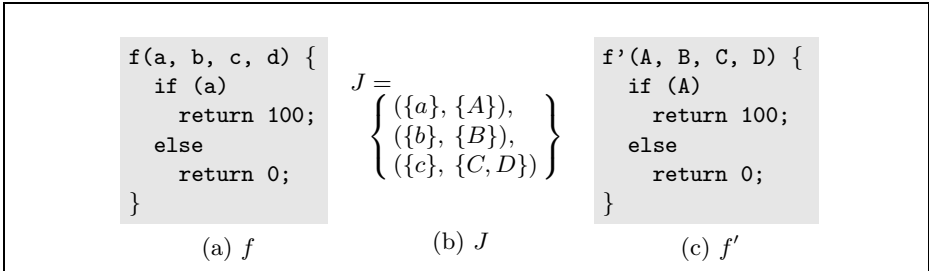 f(a, b, c, d) {
  if (a)
    return 100;
  else
    return 0;
}
(a) f
J =
{ ({a}, {A}),
({b}, {B}),
({c}, {C, D}) }
(b) J
f'(A, B, C, D) {
  if (A)
    return 100;
  else
    return 0;
}
(c) f′